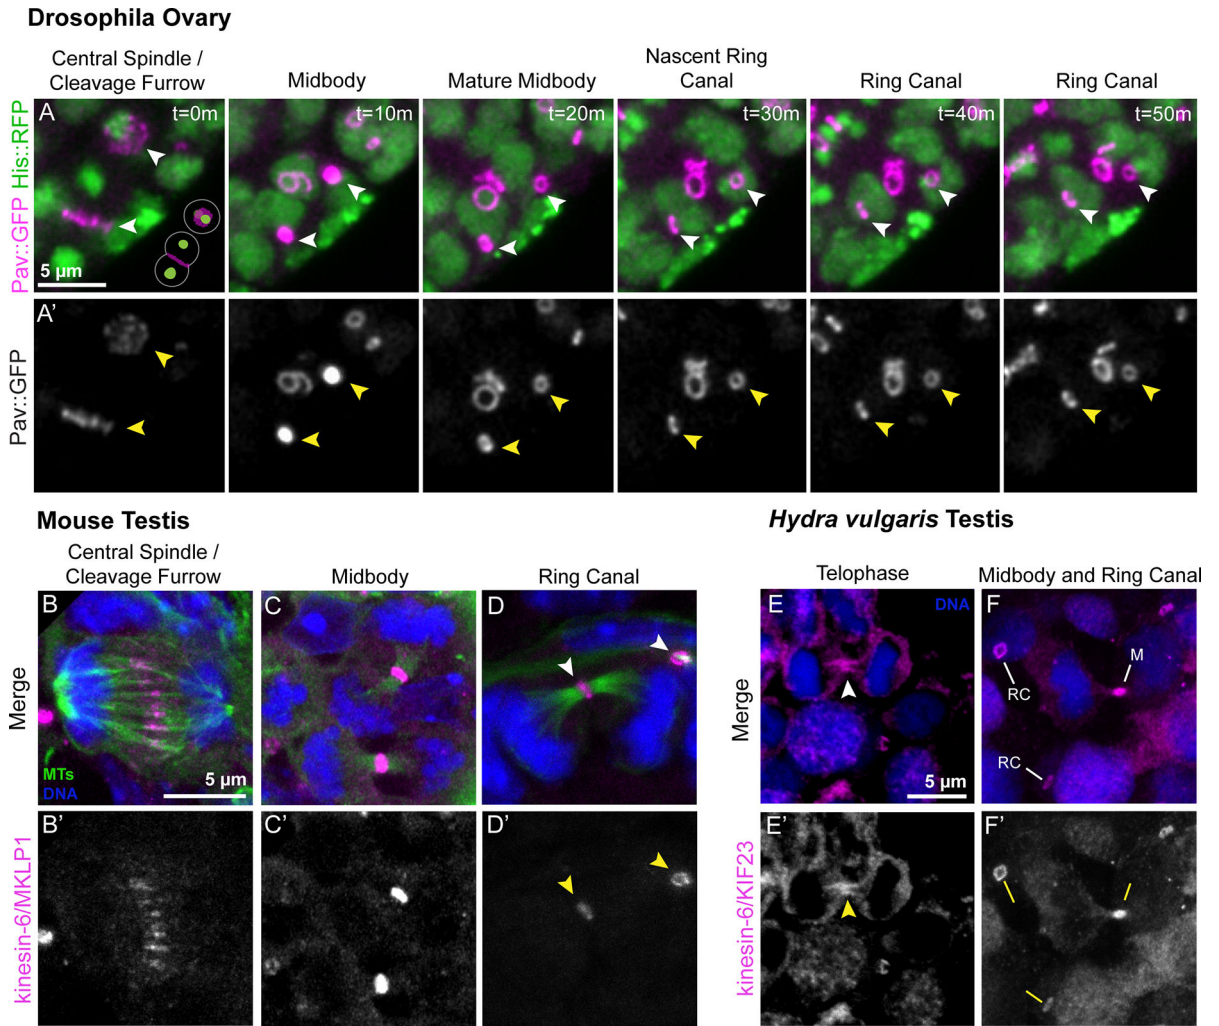 Drosophila Ovary
Central Spindle /
Cleavage Furrow
Midbody
Mature Midbody
Nascent Ring
Canal
Ring Canal
Ring Canal
Pav::GFP His::RFP
A
t=0m
t=10m
t=20m
t=30m
t=40m
t=50m
5 µm
Pav::GFP
A'
Mouse Testis
Central Spindle /
Cleavage Furrow
Midbody
Ring Canal
Merge
B
C
D
MTs
DNA
5 µm
kinesin-6/MKLP1
B'
C'
D'
Hydra vulgaris Testis
Telophase
Midbody and Ring Canal
Merge
E
DNA
F
M
RC
RC
5 µm
kinesin-6/KIF23
E'
F'